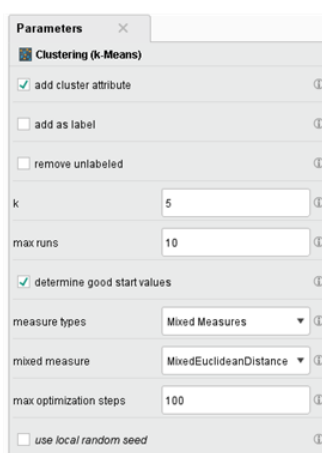 Parameters ×
Clustering (k-Means)
add cluster attribute
add as label
remove unlabeled
k 5
max runs 10
determine good start values
measure types Mixed Measures
mixed measure MixedEuclideanDistance
max optimization steps 100
use local random seed